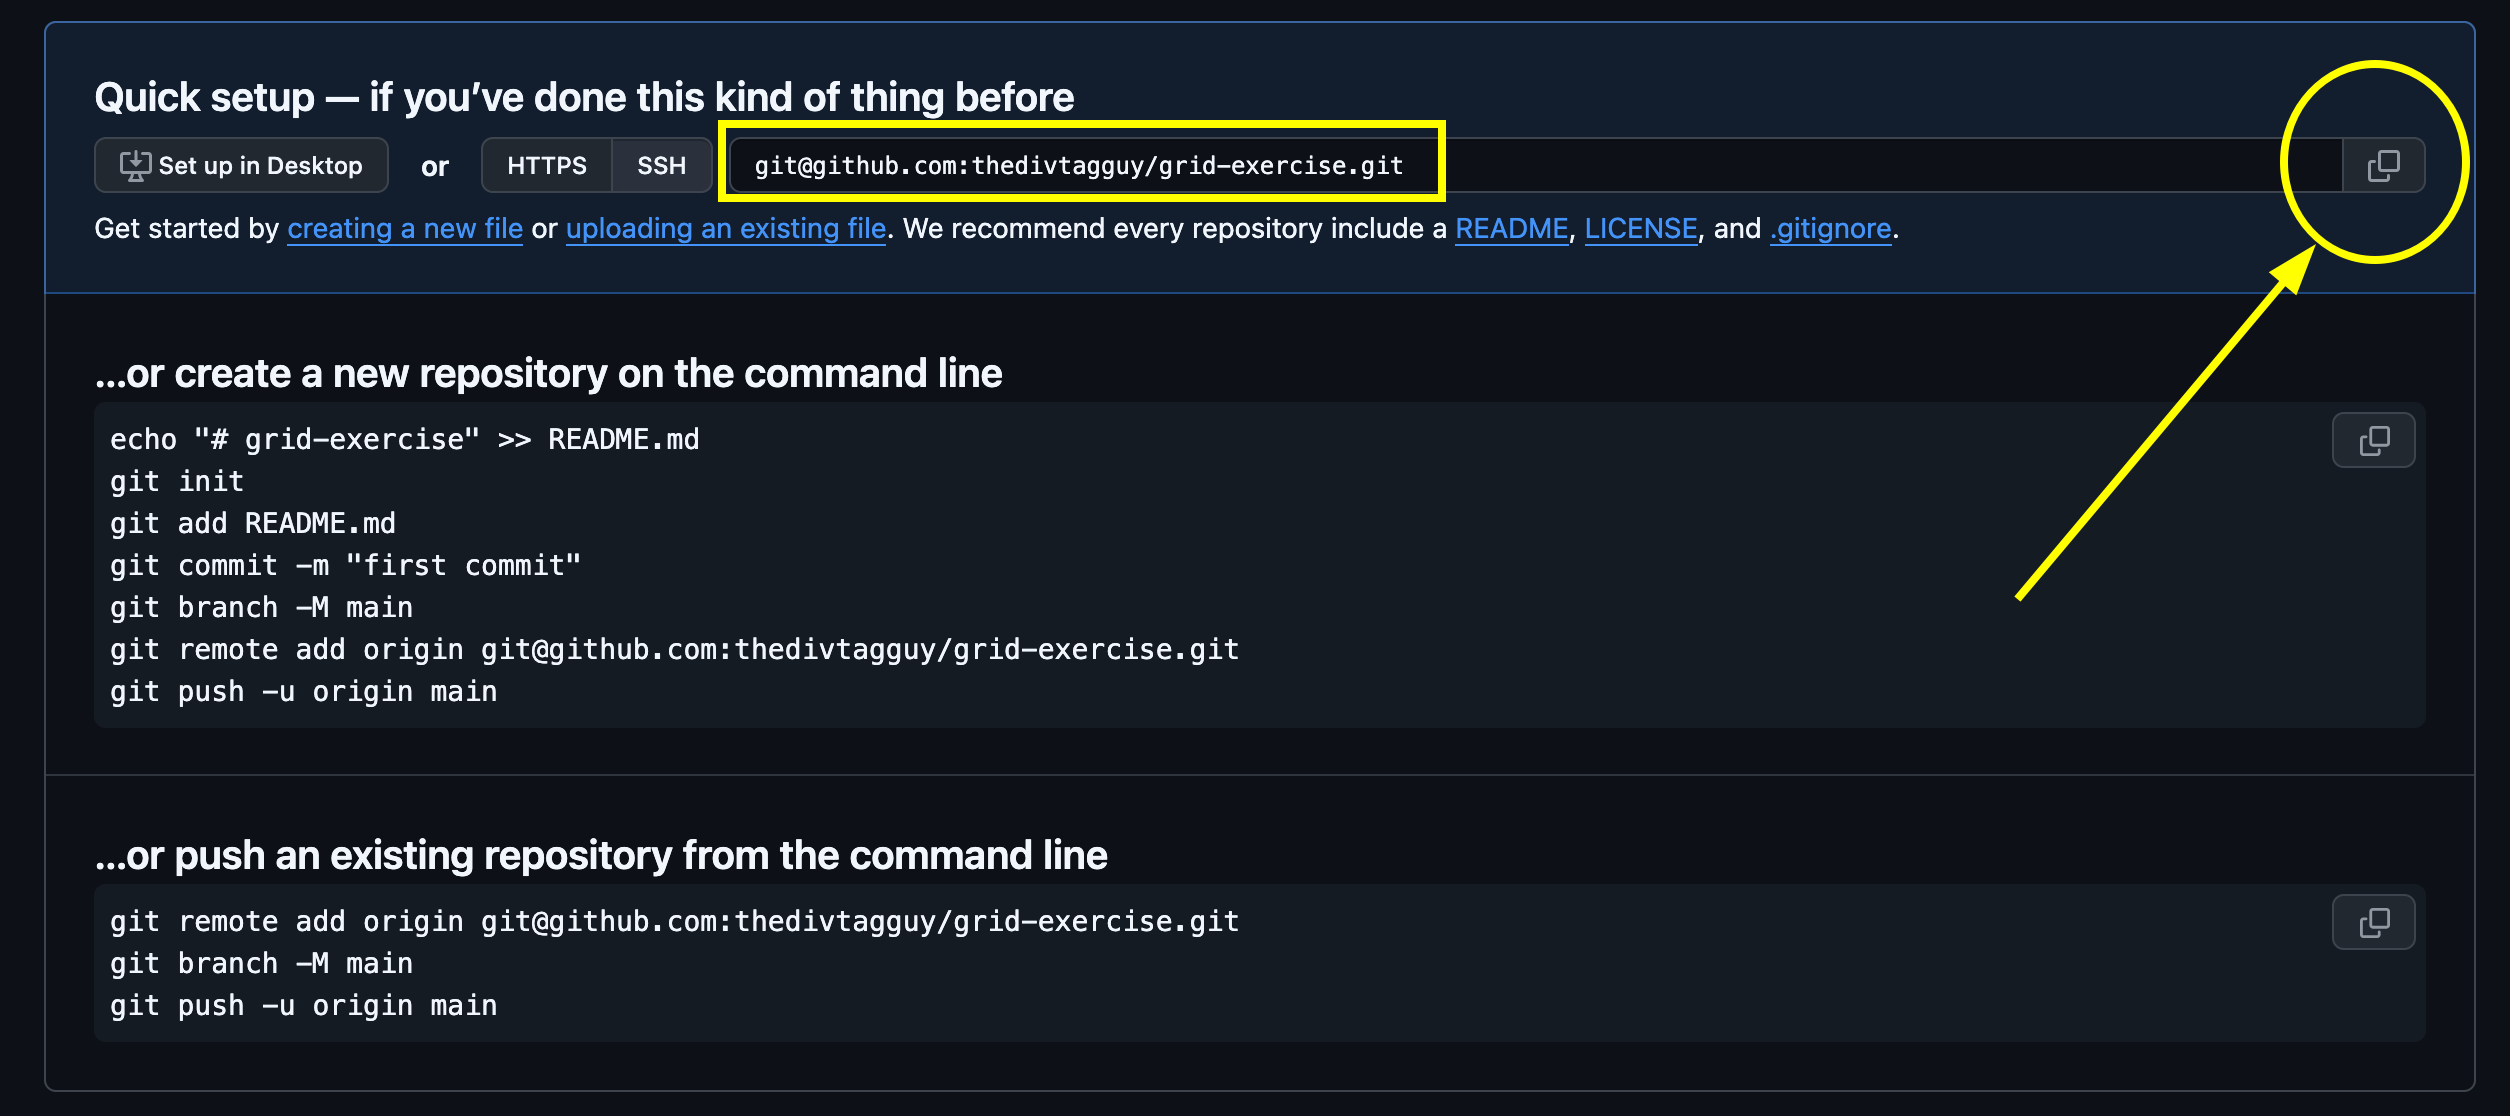 Quick setup — if you’ve done this kind of thing before
Set up in Desktop or HTTPS SSH git@github.com:thedivtagguy/grid-exercise.git
Get started by creating a new file or uploading an existing file. We recommend every repository include a README, LICENSE, and .gitignore.
…or create a new repository on the command line
echo "# grid-exercise" >> README.md
git init
git add README.md
git commit -m "first commit"
git branch -M main
git remote add origin git@github.com:thedivtagguy/grid-exercise.git
git push -u origin main
…or push an existing repository from the command line
git remote add origin git@github.com:thedivtagguy/grid-exercise.git
git branch -M main
git push -u origin main